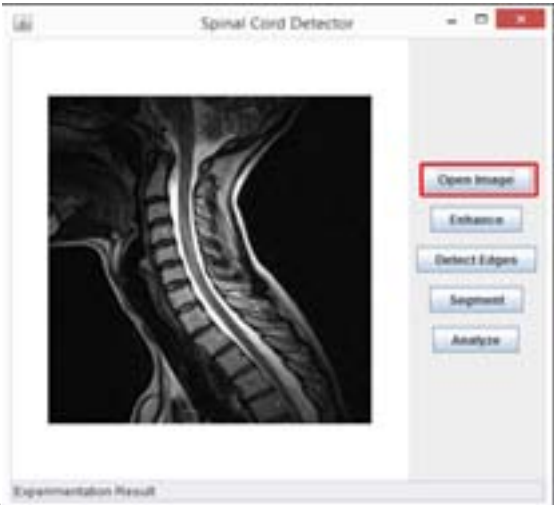 Spinal Cord Detector
Open Image
Enhance
Detect Edges
Segment
Analyze
Experimentation Result